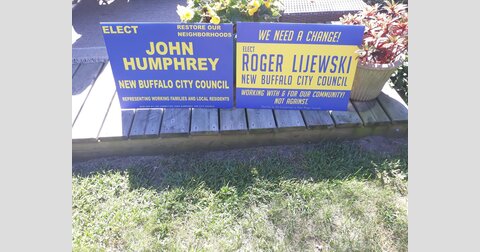 ELECT
RESTORE OUR
NEIGHBORHOODS
JOHN
HUMPHREY
NEW BUFFALO CITY COUNCIL
REPRESENTING WORKING FAMILIES AND LOCAL RESIDENTS
WE NEED A CHANGE!
ELECT
ROGER LIJEWSKI
NEW BUFFALO CITY COUNCIL
WORKING WITH & FOR OUR COMMUNITY!
NOT AGAINST.